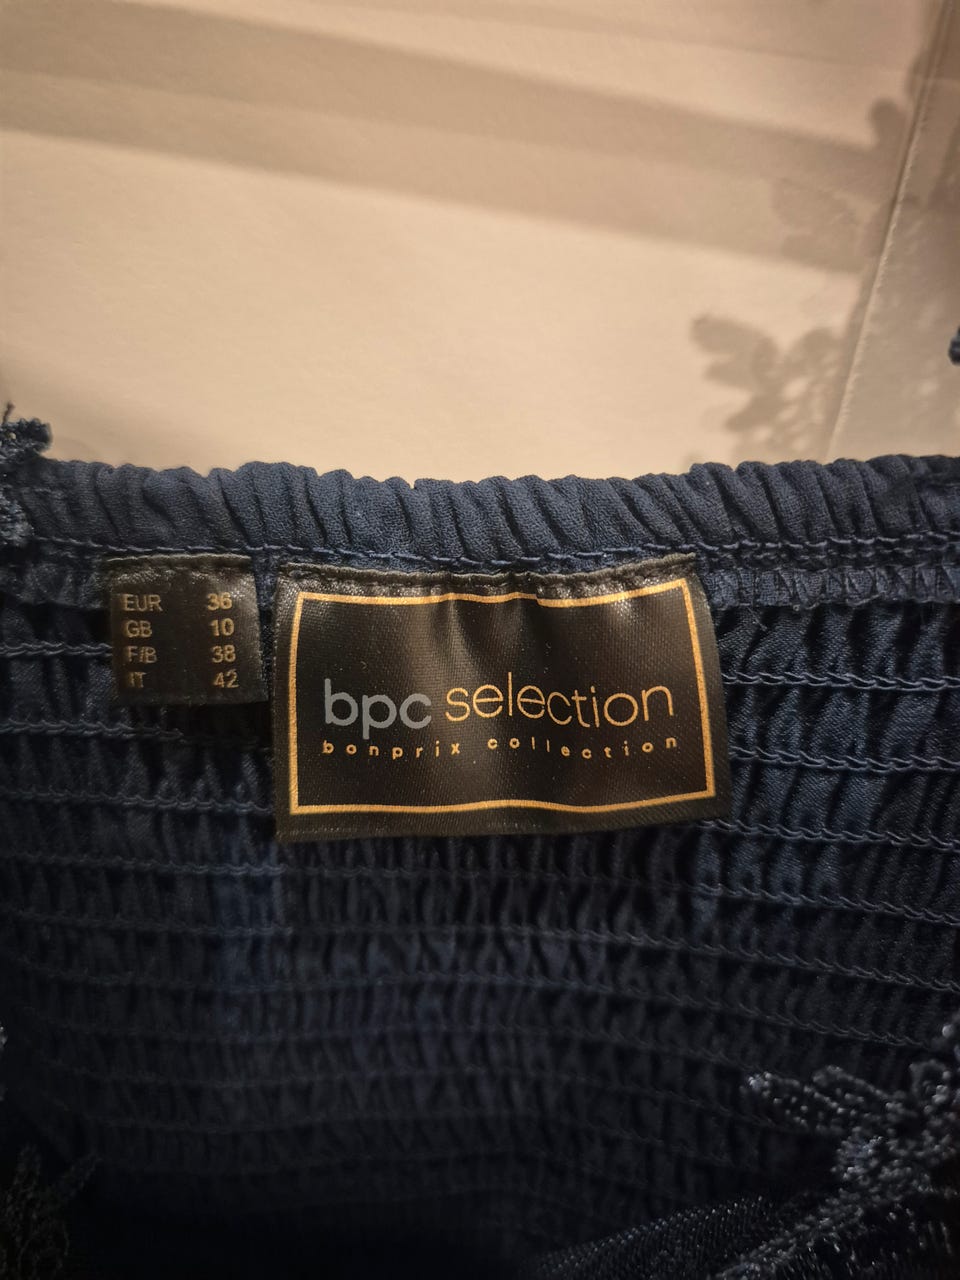 EUR 36
GB 10
F/B 38
IT 42
bpc selection
bonprix collection